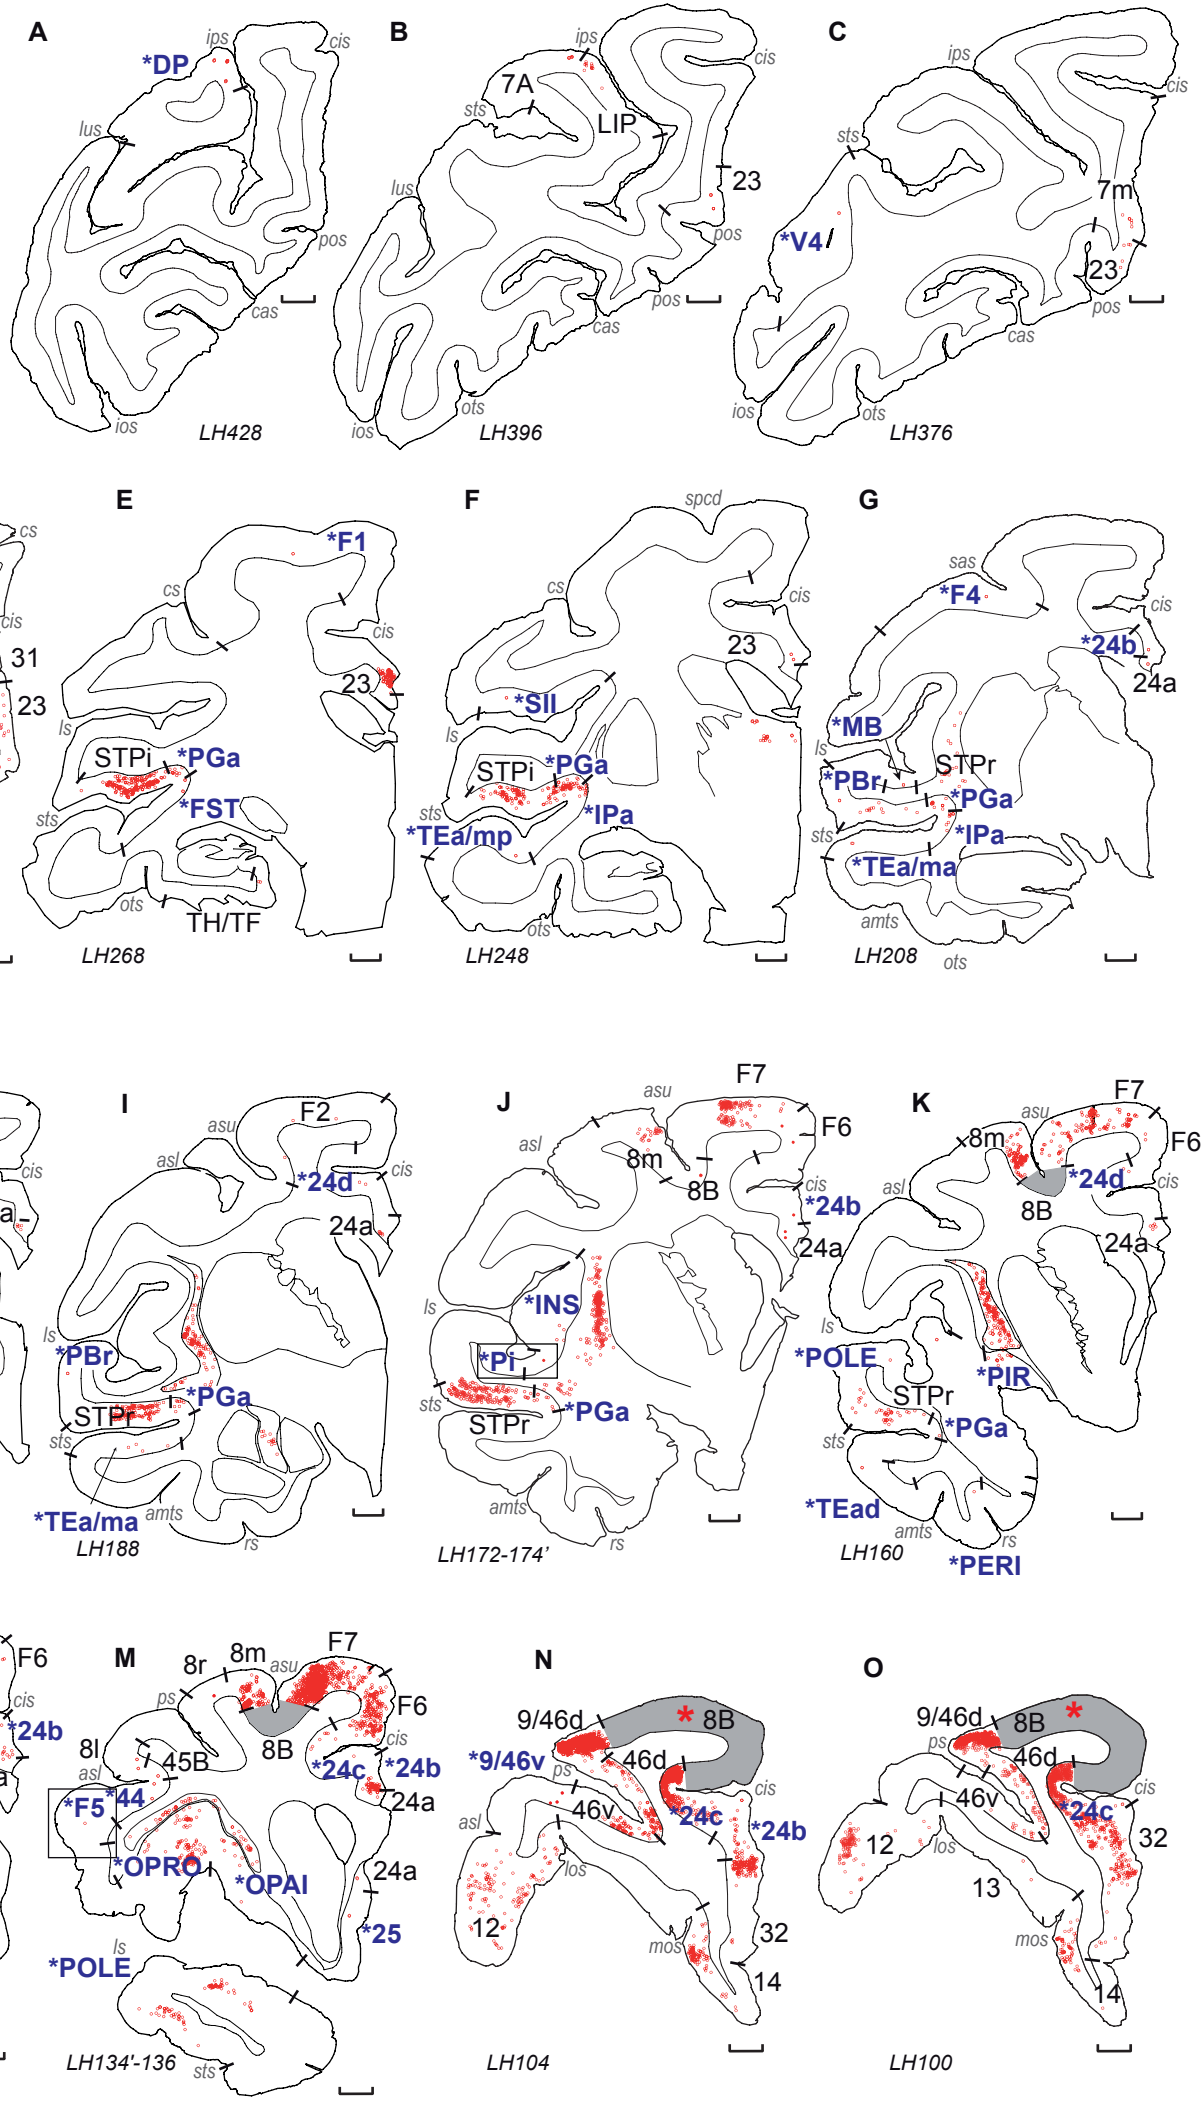 A
ips
cis
*DP
lus
pos
cas
ios
LH428
B
ips
cis
7A
sts
LIP
lus
23
pos
pos
cas
ots
ios
LH396
C
ips
cis
sts
7m
*V4/
23
pos
cas
ios
ots
LH376
cs
cis
31
23
E
*F1
cs
cis
23
ls
STPi
*PGa
*FST
sts
ots
TH/TF
LH268
F
spcd
cs
cis
23
*SII
ls
*PGa
STPi
sts
*IPa
*TEa/mp
ots
LH248
G
sas
*F4
cis
*24b
24a
*MB
ls
STPr
*PBr
*PGa
sts
*IPa
*TEa/ma
amts
LH208
ots
a
I
F2
asu
asl
cis
*24d
24a
ls
*PBr
*PGa
STPr
sts
*TEa/ma
amts
rs
LH188
J
F7
asu
F6
asl
8m
8B
cis
*24b
24a
ls
*INS
*Pi
sts
*PGa
STPr
amts
rs
LH172-174’
K
F7
asu
8m
F6
cis
*24d
asl
8B
24a
ls
*POLE
*PIR
STPr
*PGa
sts
*TEad
amts
rs
LH160
*PERI
F6
cis
*24b
a
M
F7
8m
8r
asu
ps
F6
cis
8l
45B
8B
asl
*24c
*24b
*F5
*44
24a
*OPRO
*OPAI
24a
*25
ls
*POLE
LH134'-136
sts
N
9/46d
*
8B
*9/46v
46d
ps
cis
46v
*24c
*24b
asl
los
12
mos
32
14
LH104
O
9/46d
8B
*
ps
46d
cis
46v
*24c
12
los
32
13
mos
14
LH100